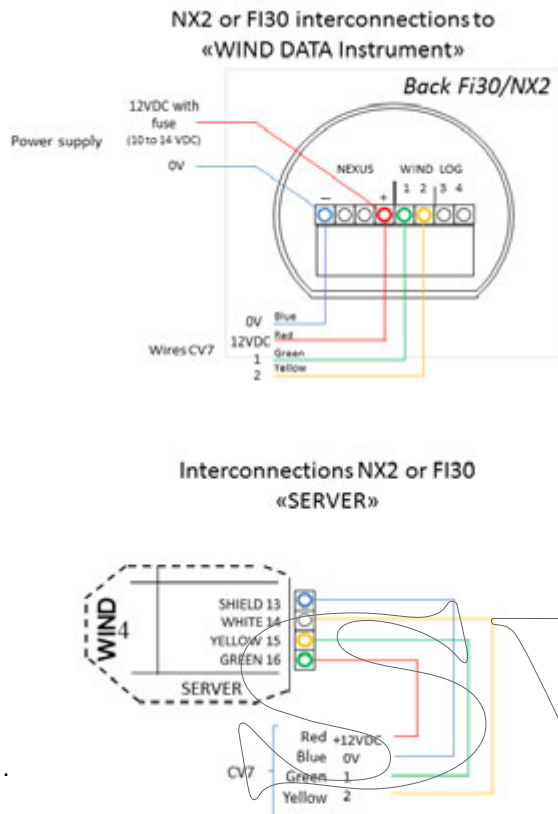 NX2 or FI30 interconnections to
«WIND DATA Instrument»
Back Fi30/NX2
12VDC with
fuse
(10 to 14 VDC)
Power supply
0V
NEXUS WIND LOG
1 2 3 4
− +
0V Blue
12VDC Red
Wires CV7
1 Green
2 Yellow
Interconnections NX2 or FI30
«SERVER»
WIND
4
SHIELD 13
WHITE 14
YELLOW 15
GREEN 16
SERVER
Red +12VDC
Blue 0V
CV7
Green 1
Yellow 2
.